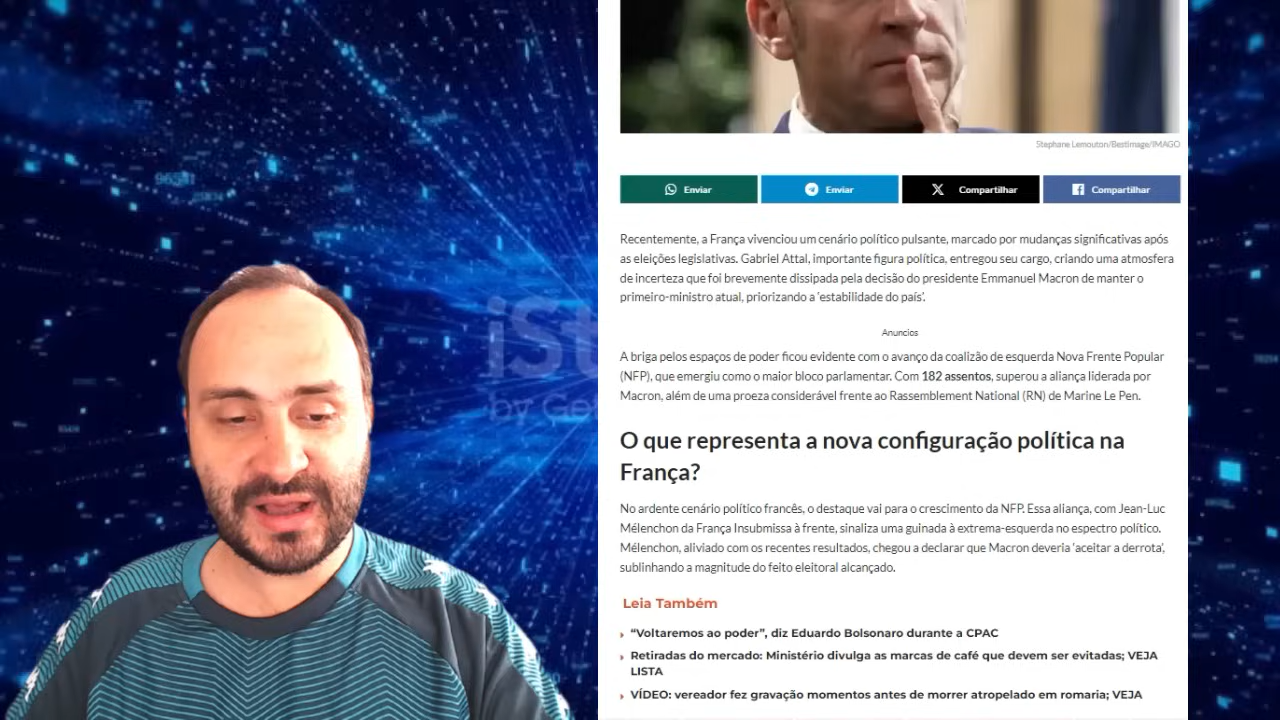 iSt
by Ge
Stephane Lemouton/Bestimage/IMAGO
Enviar
Enviar
Compartilhar
Compartilhar
Recentemente, a França vivenciou um cenário político pulsante, marcado por mudanças significativas após
as eleições legislativas. Gabriel Attal, importante figura política, entregou seu cargo, criando uma atmosfera
de incerteza que foi brevemente dissipada pela decisão do presidente Emmanuel Macron de manter o
primeiro-ministro atual, priorizando a ‘estabilidade do país’.
Anuncios
A briga pelos espaços de poder ficou evidente com o avanço da coalizão de esquerda Nova Frente Popular
(NFP), que emergiu como o maior bloco parlamentar. Com 182 assentos, superou a aliança liderada por
Macron, além de uma proeza considerável frente ao Rassemblement National (RN) de Marine Le Pen.
O que representa a nova configuração política na
França?
No ardente cenário político francês, o destaque vai para o crescimento da NFP. Essa aliança, com Jean-Luc
Mélenchon da França Insubmissa à frente, sinaliza uma guinada à extrema-esquerda no espectro político.
Mélenchon, aliviado com os recentes resultados, chegou a declarar que Macron deveria ‘aceitar a derrota’,
sublinhando a magnitude do feito eleitoral alcançado.
Leia Também
“Voltaremos ao poder”, diz Eduardo Bolsonaro durante a CPAC
Retiradas do mercado: Ministério divulga as marcas de café que devem ser evitadas; VEJA
LISTA
VÍDEO: vereador fez gravação momentos antes de morrer atropelado em romaria; VEJA